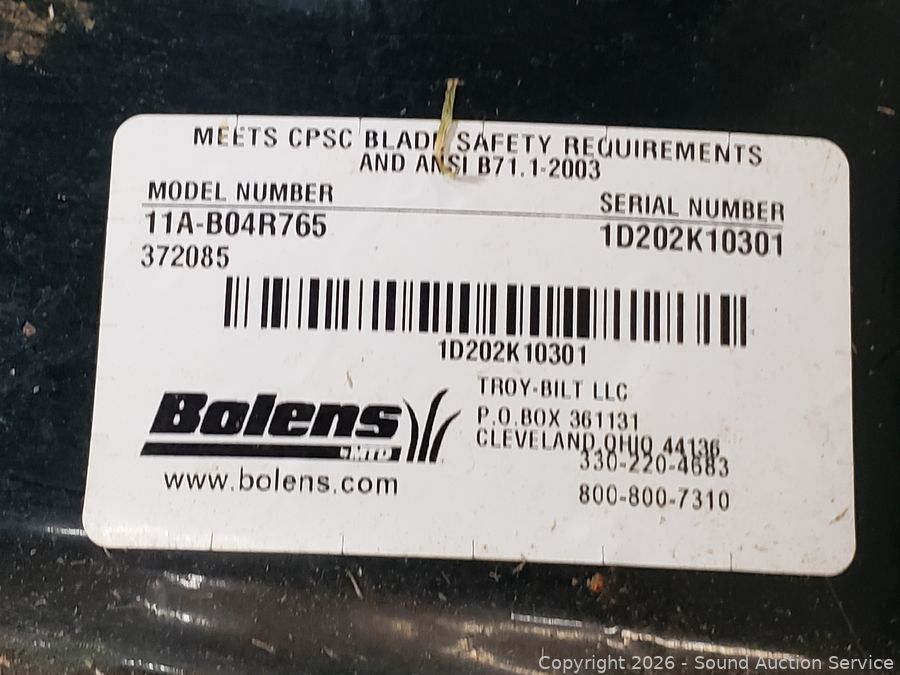 MEETS CPSC BLADE SAFETY REQUIREMENTS
AND ANSI B71.1-2003
MODEL NUMBER
SERIAL NUMBER
11A-B04R765
1D202K10301
372085
1D202K10301
Bolens
BY MTD
www.bolens.com
TROY-BILT LLC
P.O.BOX 361131
CLEVELAND,OHIO 44136
330-220-4683
800-800-7310
Copyright 2026 - Sound Auction Service